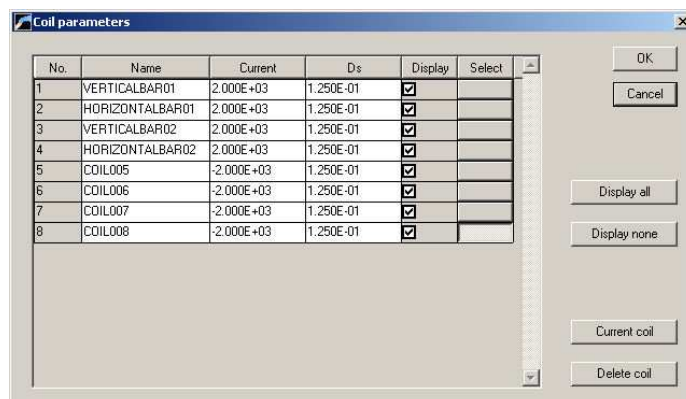 Coil parameters
No. Name Current Ds Display Select
1 VERTICALBAR01 2.000E+03 1.250E-01
2 HORIZONTALBAR01 2.000E+03 1.250E-01
3 VERTICALBAR02 2.000E+03 1.250E-01
4 HORIZONTALBAR02 2.000E+03 1.250E-01
5 COIL005 -2.000E+03 1.250E-01
6 COIL006 -2.000E+03 1.250E-01
7 COIL007 -2.000E+03 1.250E-01
8 COIL008 -2.000E+03 1.250E-01
OK
Cancel
Display all
Display none
Current coil
Delete coil